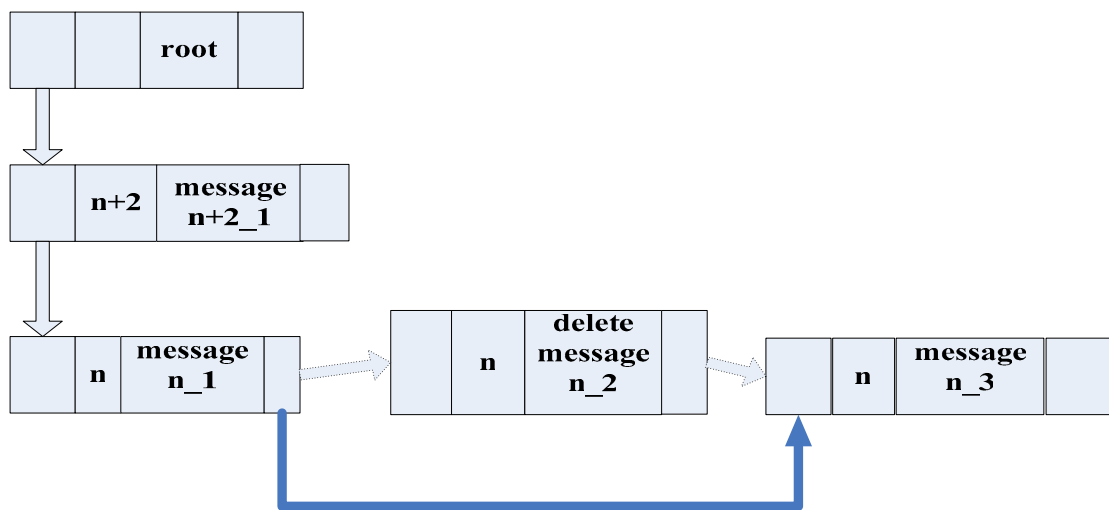 root
n+2
message
n+2_1
n
message
n_1
n
delete
message
n_2
n
message
n_3